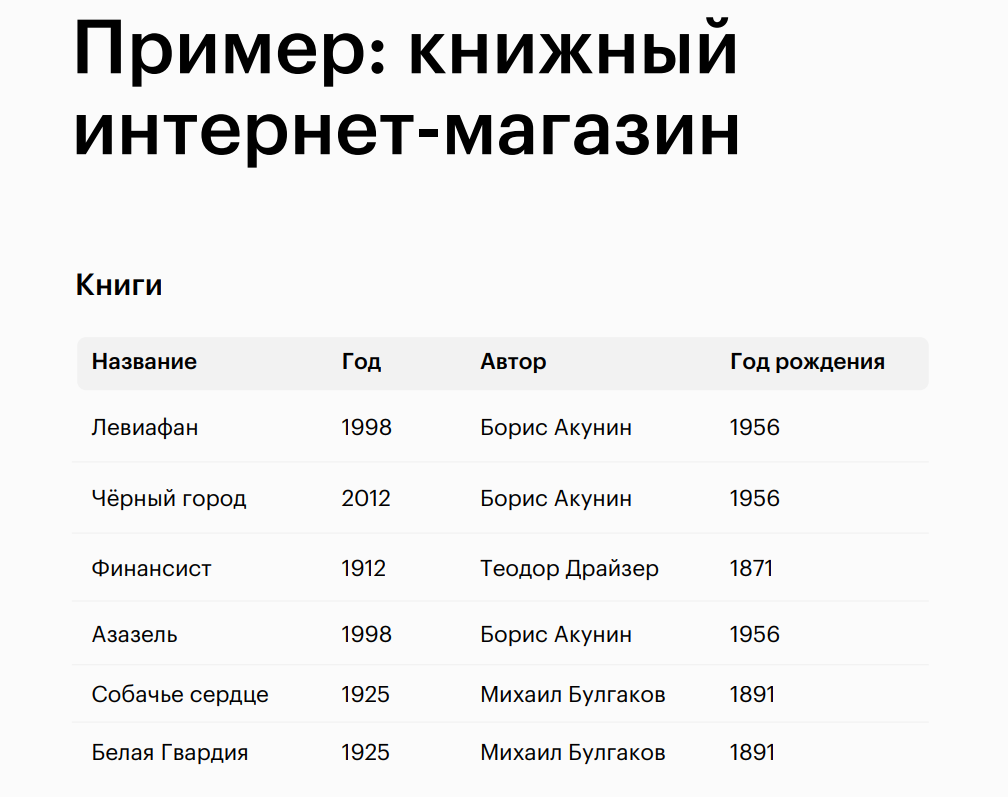 Пример: книжный
интернет-магазин
Книги
Название Год Автор Год рождения
Левиафан 1998 Борис Акунин 1956
Чёрный город 2012 Борис Акунин 1956
Финансист 1912 Теодор Драйзер 1871
Азазель 1998 Борис Акунин 1956
Собачье сердце 1925 Михаил Булгаков 1891
Белая Гвардия 1925 Михаил Булгаков 1891